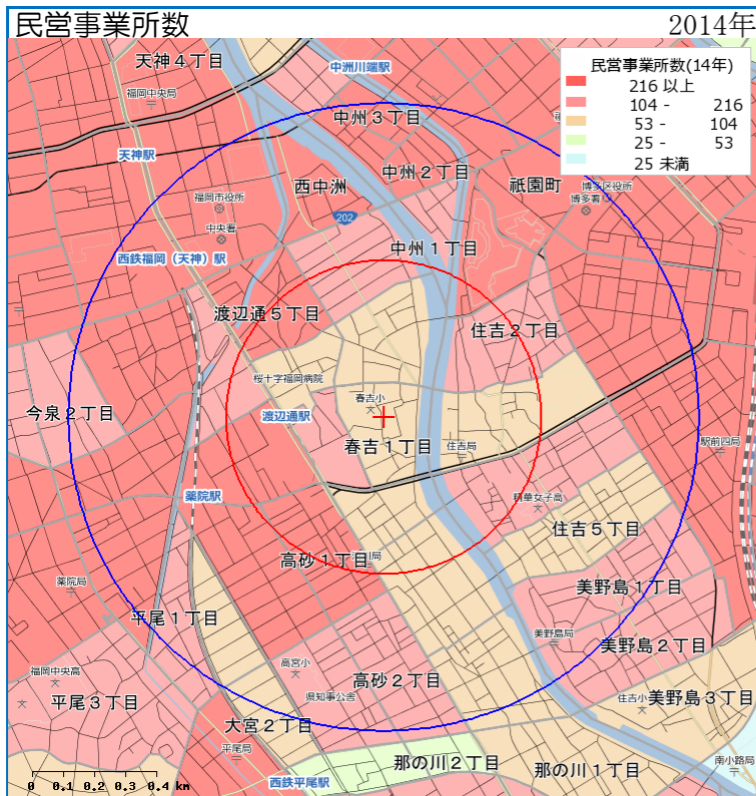 民営事業所数 2014年
民営事業所数(14年)
216 以上
104 - 216
53 - 104
25 - 53
25 未満
天神4丁目
中洲川端駅
福岡中央局
中州3丁目
天神駅
中州2丁目
西中洲
祇園町
博多区役所
博多署
福岡市役所
202
中央署
中州1丁目
西鉄福岡(天神)駅
渡辺通5丁目
住吉2丁目
桜十字福岡病院
春吉小
今泉2丁目
渡辺通駅
春吉1丁目
住吉局
駅前四局
薬院駅
精華女子高
住吉5丁目
高砂1丁目
薬院局
美野島1丁目
平尾1丁目
美野島局
美野島2丁目
福岡中央高
高宮小
高砂2丁目
県知事公舎
平尾3丁目
住吉小
美野島3丁目
大宮2丁目
平尾局
那の川2丁目
南小路局
西鉄平尾駅
那の川1丁目
0 0.1 0.2 0.3 0.4 km